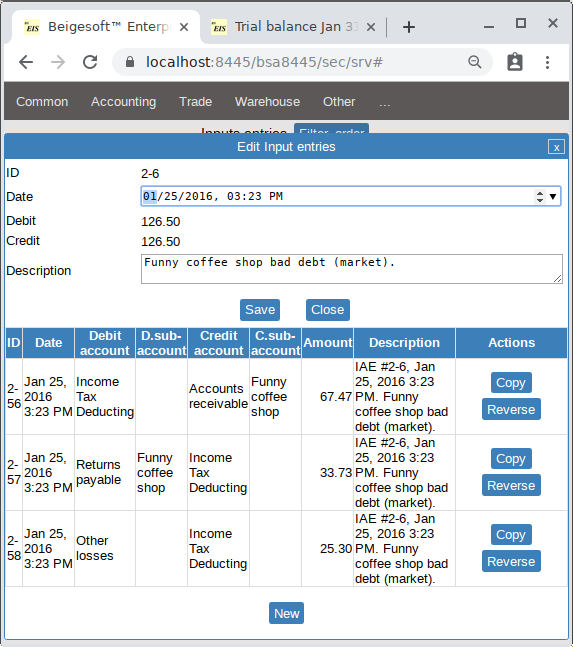 EIS Beigesoft™ Enterp
EIS Trial balance Jan 31
localhost:8445/bsa8445/sec/srv#
Common Accounting Trade Warehouse Other ...
Inputs entries Filter, order
Edit Input entries x
ID 2-6
Date 01/25/2016, 03:23 PM
Debit 126.50
Credit 126.50
Description Funny coffee shop bad debt (market).
Save Close
ID Date Debit account D.sub-account Credit account C.sub-account Amount Description Actions
2-56 Jan 25, 2016 3:23 PM Income Tax Deducting Accounts receivable Funny coffee shop 67.47 IAE #2-6, Jan 25, 2016 3:23 PM. Funny coffee shop bad debt (market). Copy Reverse
2-57 Jan 25, 2016 3:23 PM Returns payable Funny coffee shop Income Tax Deducting 33.73 IAE #2-6, Jan 25, 2016 3:23 PM. Funny coffee shop bad debt (market). Copy Reverse
2-58 Jan 25, 2016 3:23 PM Other losses Income Tax Deducting 25.30 IAE #2-6, Jan 25, 2016 3:23 PM. Funny coffee shop bad debt (market). Copy Reverse
New